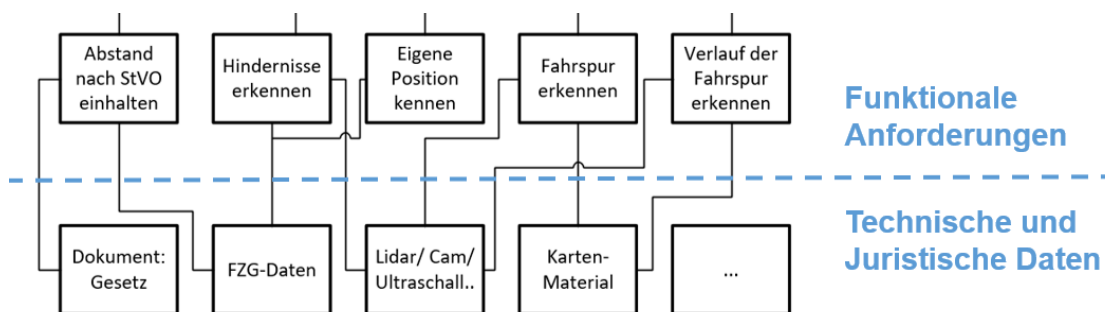 Abstand
nach StVO
einhalten
Hindernisse
erkennen
Eigene
Position
kennen
Fahrspur
erkennen
Verlauf der
Fahrspur
erkennen
Funktionale
Anforderungen
Dokument:
Gesetz
FZG-Daten
Lidar/ Cam/
Ultraschall..
Karten-
Material
...
Technische und
Juristische Daten